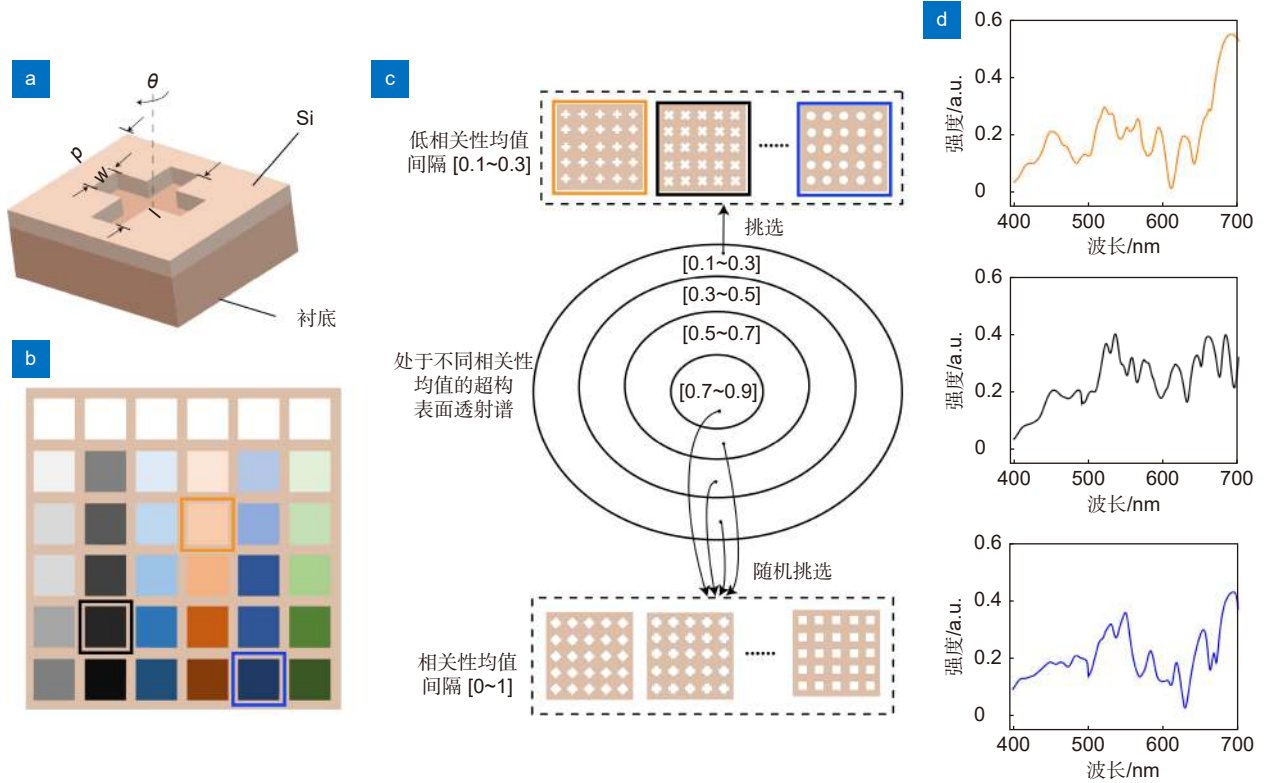 a
θ
Si
p
w
l
衬底
b
c
低相关性均值
间隔 [0.1~0.3]
······
挑选
[0.1~0.3]
[0.3~0.5]
[0.5~0.7]
[0.7~0.9]
处于不同相关性
均值的超构
表面透射谱
随机挑选
相关性均值
间隔 [0~1]
······
d
0.6
0.4
0.2
0
强度/a.u.
400
500
600
700
波长/nm
0.6
0.4
0.2
0
强度/a.u.
400
500
600
700
波长/nm
0.6
0.4
0.2
0
强度/a.u.
400
500
600
700
波长/nm